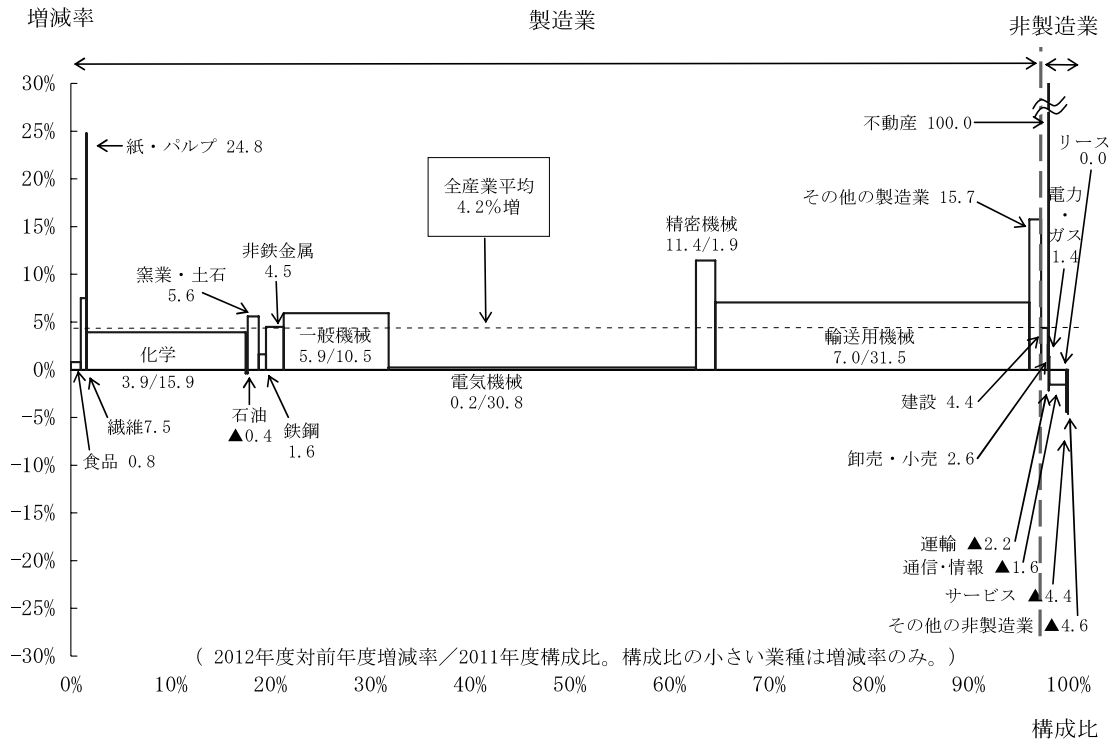 増減率
製造業
非製造業
30%
25%
20%
15%
10%
5%
0%
-5%
-10%
-15%
-20%
-25%
-30%
紙・パルプ 24.8
不動産 100.0
リース
0.0
全産業平均
4.2%増
その他の製造業 15.7
電力
・
ガス
1.4
精密機械
11.4/1.9
非鉄金属
4.5
窯業・土石
5.6
一般機械
5.9/10.5
輸送用機械
7.0/31.5
化学
3.9/15.9
電気機械
0.2/30.8
建設 4.4
石油
▲0.4
鉄鋼
1.6
繊維7.5
食品 0.8
卸売・小売 2.6
運輸 ▲2.2
通信・情報 ▲1.6
サービス ▲4.4
その他の非製造業 ▲4.6
( 2012年度対前年度増減率／2011年度構成比。構成比の小さい業種は増減率のみ。)
0% 10% 20% 30% 40% 50% 60% 70% 80% 90% 100%
構成比